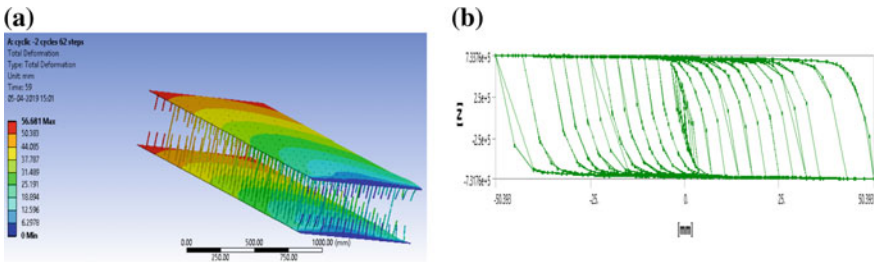 (a)
A: cyclic -2 cycles 62 steps
Total Deformation
Type: Total Deformation
Unit: mm
Time: 59
05-04-2019 15:01
56.681 Max
50.383
44.085
37.787
31.489
25.191
18.894
12.596
6.2978
0 Min
0.00 500.00 1000.00 (mm)
250.00 750.00
(b)
7.3376e+5
2.5e+5
-2.5e+5
-7.3176e+5
[N]
-50.393 -25. 0. 25. 50.393
[mm]